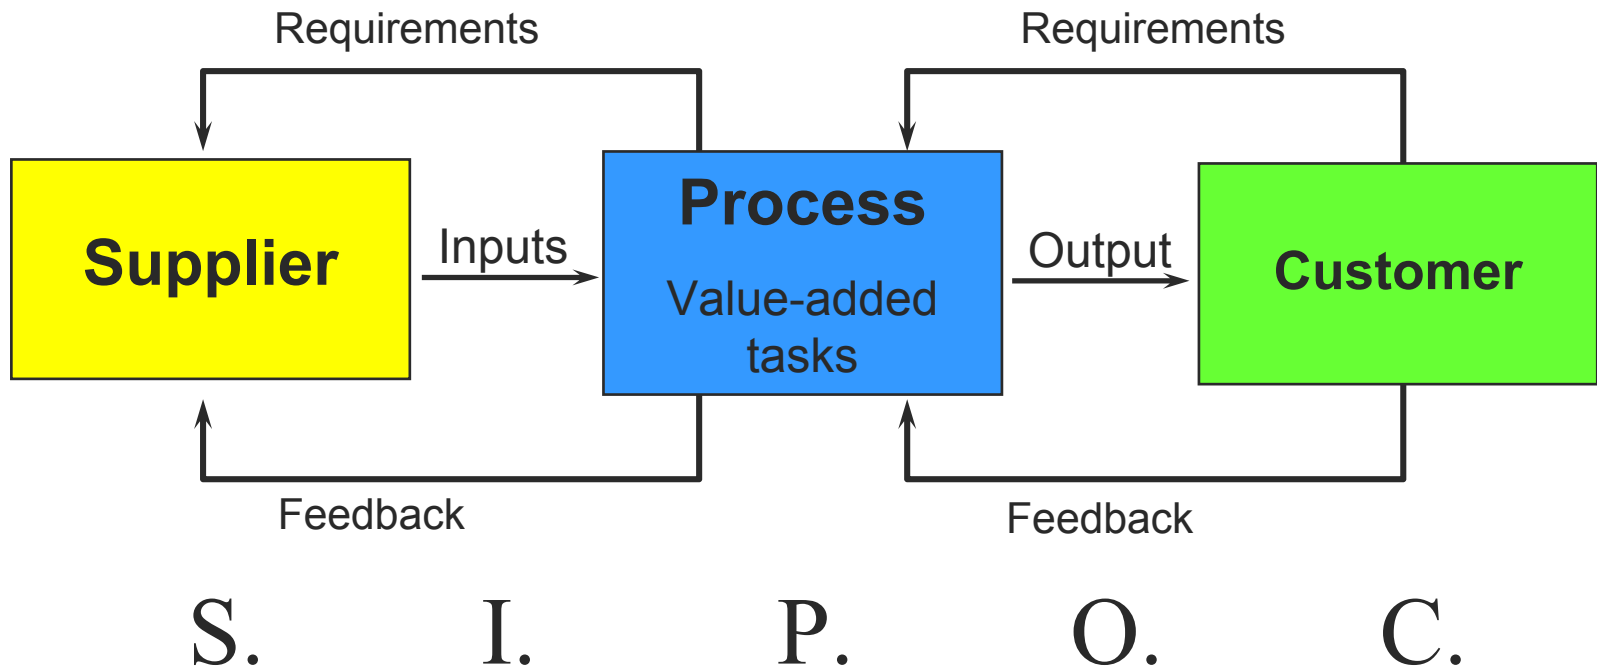 Requirements
Requirements
Supplier
Inputs
Process
Value-added
tasks
Output
Customer
Feedback
Feedback
S. I. P. O. C.